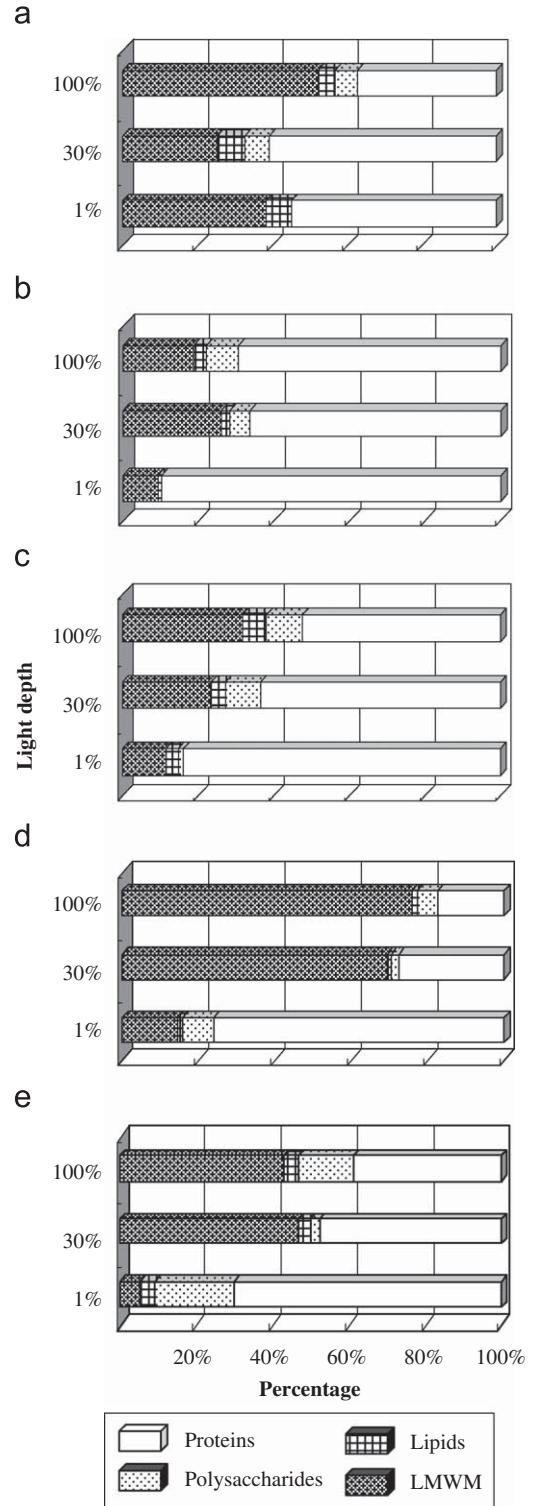 a
100%
30%
1%
b
100%
30%
1%
c
100%
30%
1%
Light depth
d
100%
30%
1%
e
100%
30%
1%
20% 40% 60% 80% 100%
Percentage
Proteins Lipids
Polysaccharides LMWM